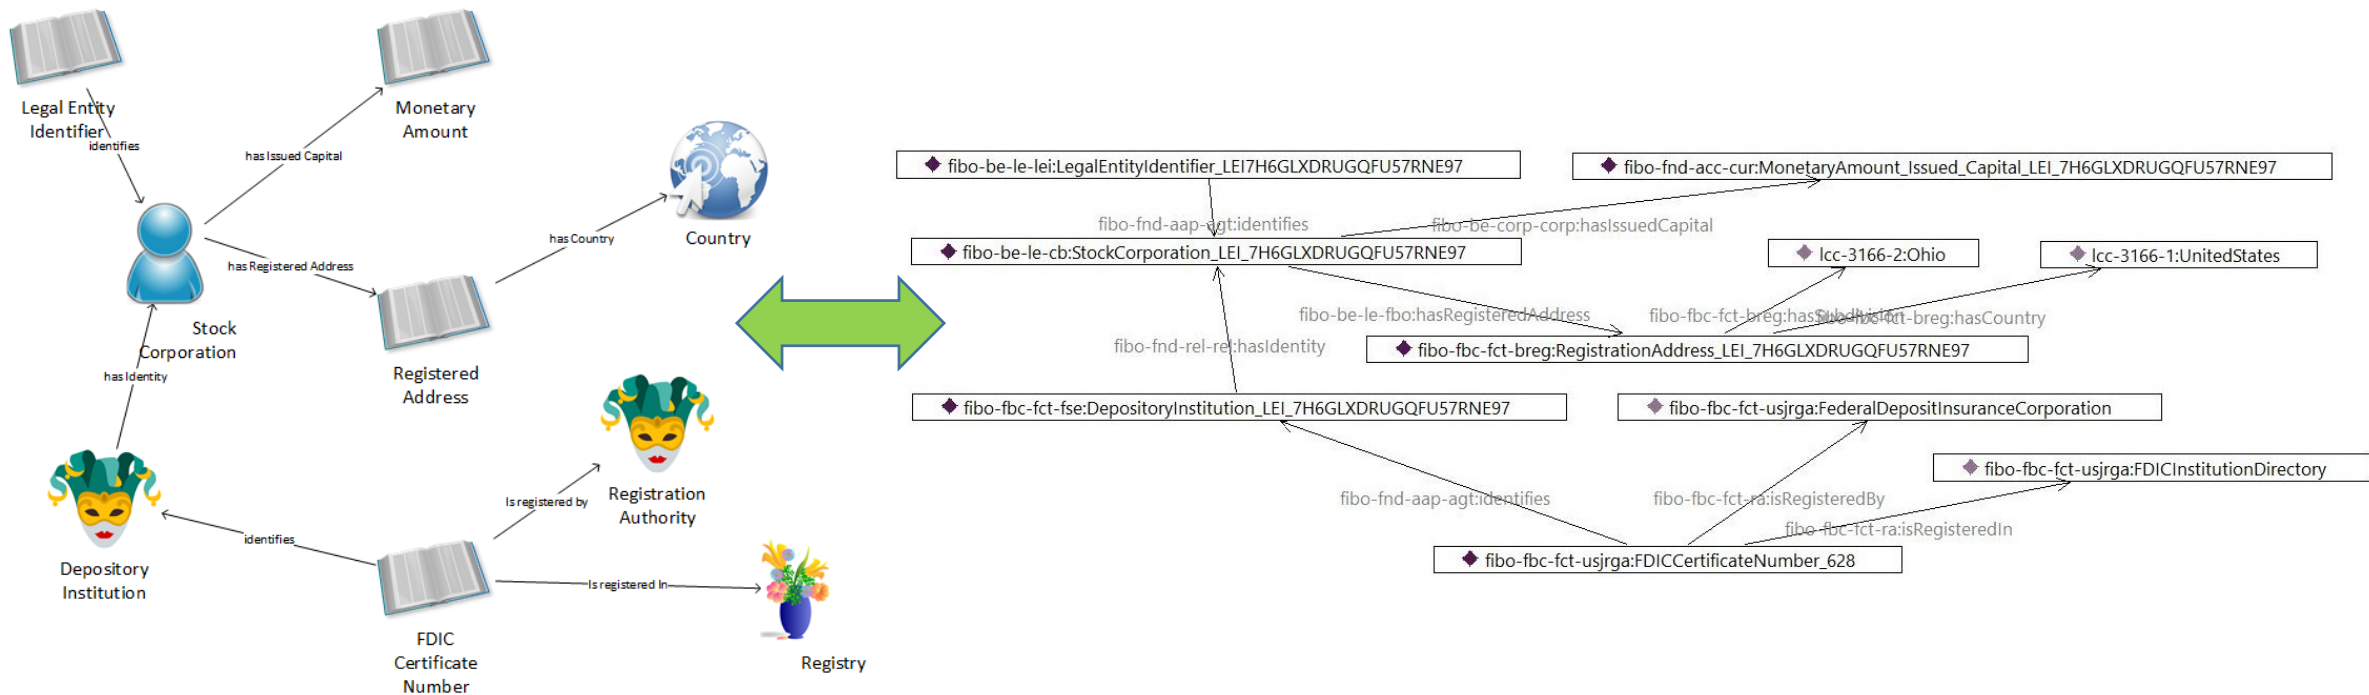 Legal Entity
Identifier
identifies
Monetary
Amount
has Issued Capital
Country
has Country
has Registered Address
Stock
Corporation
Registered
Address
has Identity
Registration
Authority
Is registered by
Depository
Institution
identifies
Is registered In
FDIC
Certificate
Number
Registry
fibo-be-le-lei:LegalEntityIdentifier_LEI7H6GLXDRUGQFU57RNE97
fibo-fnd-acc-cur:MonetaryAmount_Issued_Capital_LEI_7H6GLXDRUGQFU57RNE97
fibo-fnd-aap-agt:identifies
fibo-be-corp-corp:hasIssuedCapital
fibo-be-le-cb:StockCorporation_LEI_7H6GLXDRUGQFU57RNE97
lcc-3166-2:Ohio
lcc-3166-1:UnitedStates
fibo-be-le-fbo:hasRegisteredAddress
fibo-fbc-fct-breg:hasSubdivision
fibo-fbc-fct-breg:hasCountry
fibo-fnd-rel-rel:hasIdentity
fibo-fbc-fct-breg:RegistrationAddress_LEI_7H6GLXDRUGQFU57RNE97
fibo-fbc-fct-fse:DepositoryInstitution_LEI_7H6GLXDRUGQFU57RNE97
fibo-fbc-fct-usjrga:FederalDepositInsuranceCorporation
fibo-fbc-fct-usjrga:FDICInstitutionDirectory
fibo-fnd-aap-agt:identifies
fibo-fbc-fct-ra:isRegisteredBy
fibo-fbc-fct-ra:isRegisteredIn
fibo-fbc-fct-usjrga:FDICCertificateNumber_628